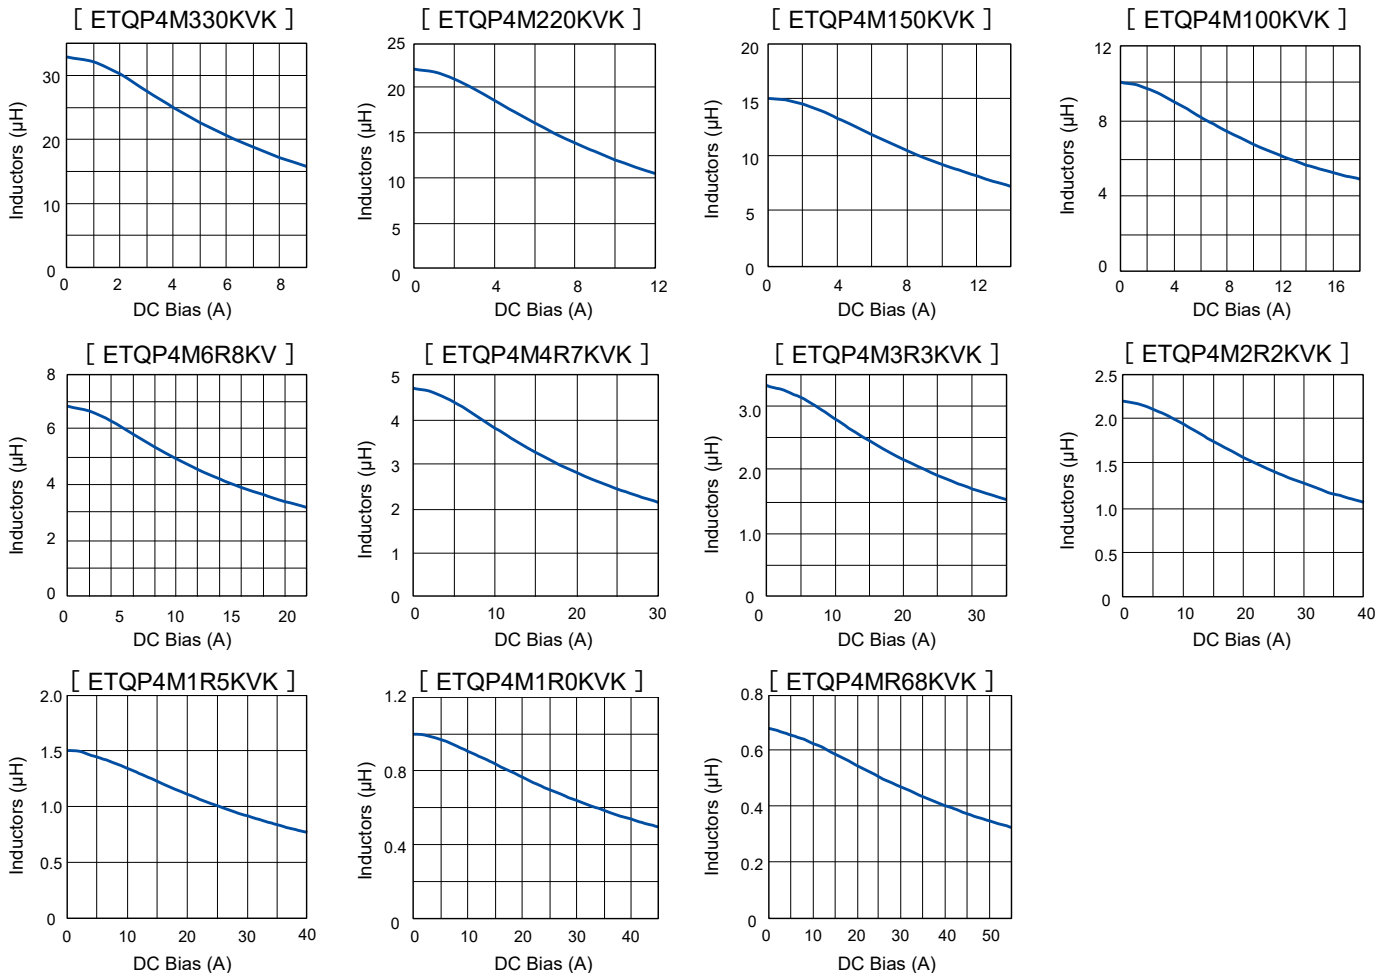 [ ETQP4M330KVK ]
30
20
10
0
0 2 4 6 8
Inductors (µH)
DC Bias (A)
[ ETQP4M220KVK ]
25
20
15
10
5
0
0 4 8 12
Inductors (µH)
DC Bias (A)
[ ETQP4M150KVK ]
20
15
10
5
0
0 4 8 12
Inductors (µH)
DC Bias (A)
[ ETQP4M100KVK ]
12
8
4
0
0 4 8 12 16
Inductors (µH)
DC Bias (A)
[ ETQP4M6R8KV ]
8
6
4
2
0
0 5 10 15 20
Inductors (µH)
DC Bias (A)
[ ETQP4M4R7KVK ]
5
4
3
2
1
0
0 10 20 30
Inductors (µH)
DC Bias (A)
[ ETQP4M3R3KVK ]
3.0
2.0
1.0
0
0 10 20 30
Inductors (µH)
DC Bias (A)
[ ETQP4M2R2KVK ]
2.5
2.0
1.5
1.0
0.5
0
0 10 20 30 40
Inductors (µH)
DC Bias (A)
[ ETQP4M1R5KVK ]
2.0
1.5
1.0
0.5
0
0 10 20 30 40
Inductors (µH)
DC Bias (A)
[ ETQP4M1R0KVK ]
1.2
0.8
0.4
0
0 10 20 30 40
Inductors (µH)
DC Bias (A)
[ ETQP4MR68KVK ]
0.8
0.6
0.4
0.2
0
0 10 20 30 40 50
Inductors (µH)
DC Bias (A)